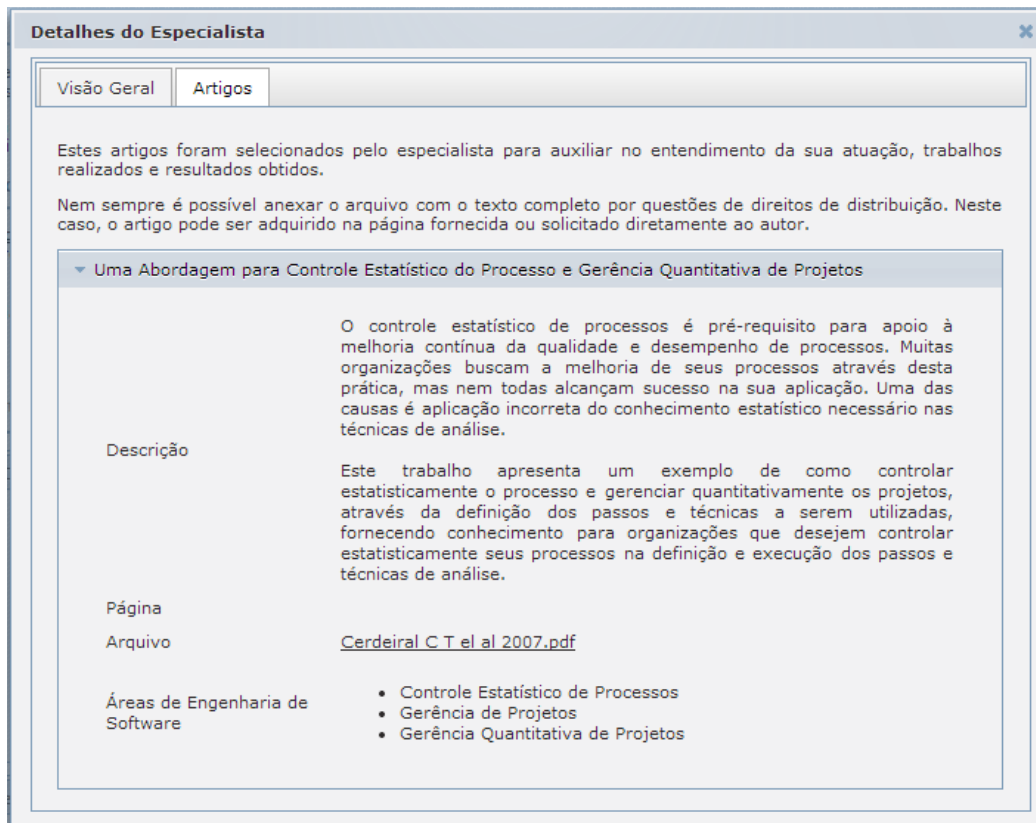 Detalhes do Especialista
Visão Geral
Artigos
Estes artigos foram selecionados pelo especialista para auxiliar no entendimento da sua atuação, trabalhos
realizados e resultados obtidos.
Nem sempre é possível anexar o arquivo com o texto completo por questões de direitos de distribuição. Neste
caso, o artigo pode ser adquirido na página fornecida ou solicitado diretamente ao autor.
Uma Abordagem para Controle Estatístico do Processo e Gerência Quantitativa de Projetos
Descrição
O controle estatístico de processos é pré-requisito para apoio à
melhoria contínua da qualidade e desempenho de processos. Muitas
organizações buscam a melhoria de seus processos através desta
prática, mas nem todas alcançam sucesso na sua aplicação. Uma das
causas é aplicação incorreta do conhecimento estatístico necessário nas
técnicas de análise.
Este trabalho apresenta um exemplo de como controlar
estatisticamente o processo e gerenciar quantitativamente os projetos,
através da definição dos passos e técnicas a serem utilizadas,
fornecendo conhecimento para organizações que desejem controlar
estatisticamente seus processos na definição e execução dos passos e
técnicas de análise.
Página
Arquivo
Cerdeiral C T el al 2007.pdf
Áreas de Engenharia de
Software
• Controle Estatístico de Processos
• Gerência de Projetos
• Gerência Quantitativa de Projetos